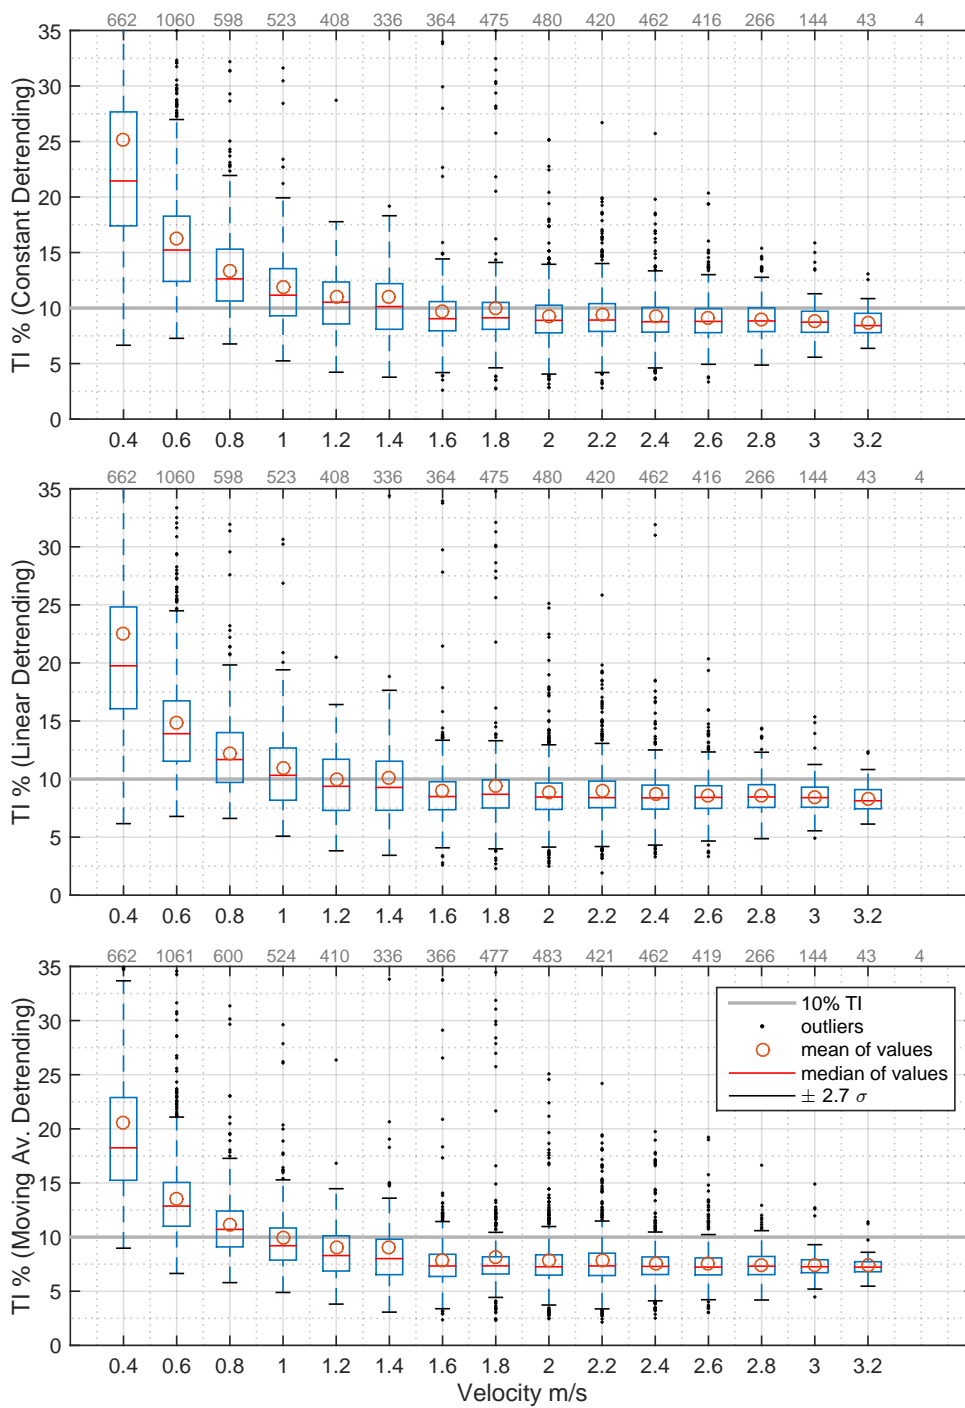 662 1060 598 523 408 336 364 475 480 420 462 416 266 144 43 4
35
30
25
20
15
10
5
0
TI % (Constant Detrending)
0.4 0.6 0.8 1 1.2 1.4 1.6 1.8 2 2.2 2.4 2.6 2.8 3 3.2
662 1060 598 523 408 336 364 475 480 420 462 416 266 144 43 4
35
30
25
20
15
10
5
0
TI % (Linear Detrending)
0.4 0.6 0.8 1 1.2 1.4 1.6 1.8 2 2.2 2.4 2.6 2.8 3 3.2
662 1061 600 524 410 336 366 477 483 421 462 419 266 144 43 4
35
30
25
20
15
10
5
0
TI % (Moving Av. Detrending)
10% TI
outliers
mean of values
median of values
± 2.7 σ
0.4 0.6 0.8 1 1.2 1.4 1.6 1.8 2 2.2 2.4 2.6 2.8 3 3.2
Velocity m/s